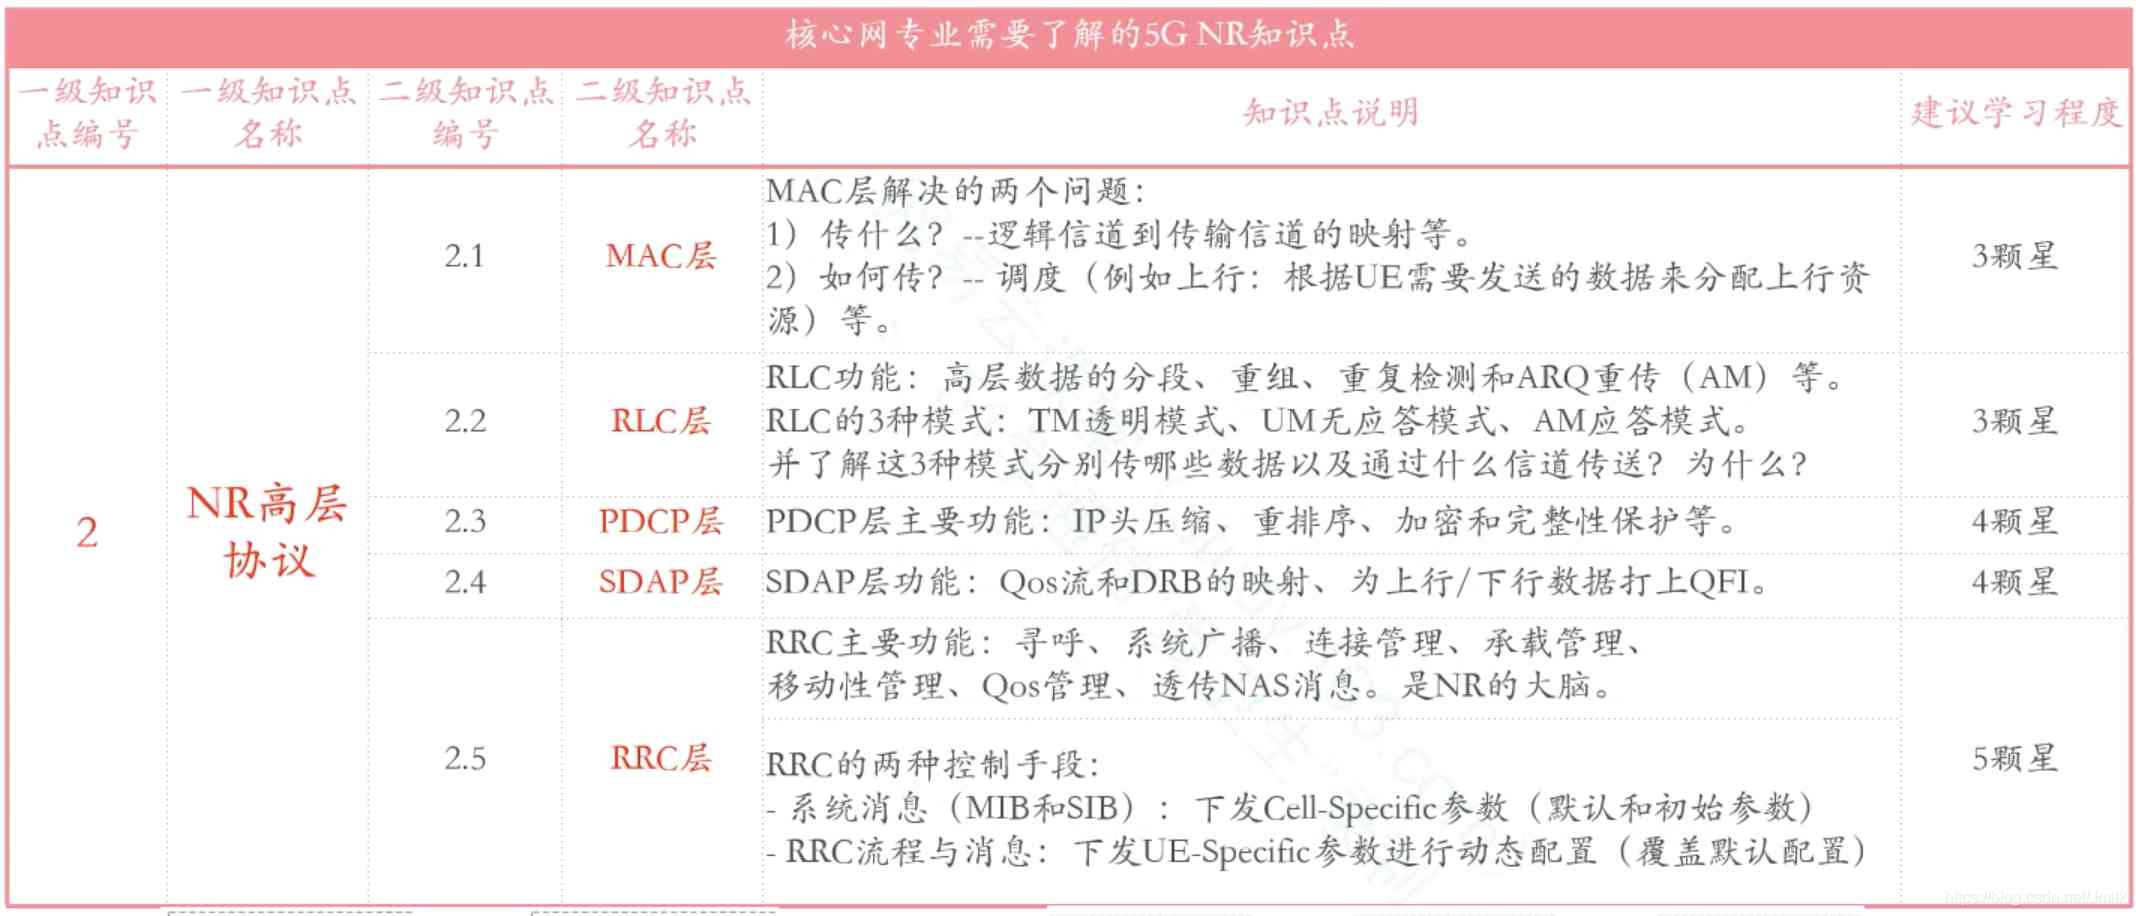 核心网专业需要了解的5G NR知识点
一级知识
点编号
一级知识点
名称
二级知识点
编号
二级知识点
名称
知识点说明
建议学习程度
2
NR高层
协议
2.1
MAC层
MAC层解决的两个问题：
1）传什么？--逻辑信道到传输信道的映射等。
2）如何传？-- 调度（例如上行：根据UE需要发送的数据来分配上行资
源）等。
3颗星
2.2
RLC层
RLC功能：高层数据的分段、重组、重复检测和ARQ重传（AM）等。
RLC的3种模式：TM透明模式、UM无应答模式、AM应答模式。
并了解这3种模式分别传哪些数据以及通过什么信道传送？为什么？
3颗星
2.3
PDCP层
PDCP层主要功能：IP头压缩、重排序、加密和完整性保护等。
4颗星
2.4
SDAP层
SDAP层功能：Qos流和DRB的映射、为上行/下行数据打上QFI。
4颗星
2.5
RRC层
RRC主要功能：寻呼、系统广播、连接管理、承载管理、
移动性管理、Qos管理、透传NAS消息。是NR的大脑。
RRC的两种控制手段：
- 系统消息（MIB和SIB）：下发Cell-Specific参数（默认和初始参数）
- RRC流程与消息：下发UE-Specific参数进行动态配置（覆盖默认配置）
5颗星